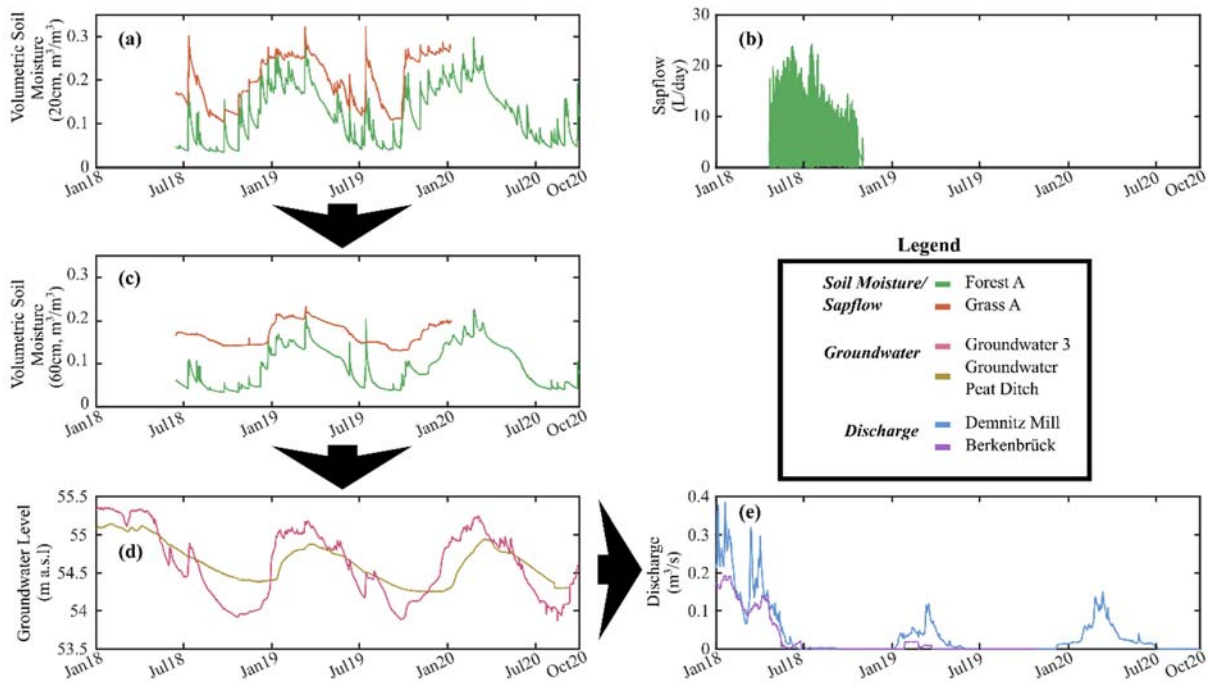 (a)
Volumetric Soil
Moisture
(20cm, m³/m³)
0.3
0.2
0.1
0
Jan18
Jul18
Jan19
Jul19
Jan20
Jul20
Oct20
(b)
Sapflow
(L/day)
30
20
10
0
Jan18
Jul18
Jan19
Jul19
Jan20
Jul20
Oct20
(c)
Volumetric Soil
Moisture
(60cm, m³/m³)
0.3
0.2
0.1
0
Jan18
Jul18
Jan19
Jul19
Jan20
Jul20
Oct20
Legend
Soil Moisture/
Sapflow
Forest A
Grass A
Groundwater
Groundwater 3
Groundwater
Peat Ditch
Discharge
Demnitz Mill
Berkenbrück
(d)
Groundwater Level
(m a.s.l)
55.5
55
54.5
54
53.5
Jan18
Jul18
Jan19
Jul19
Jan20
Jul20
Oct20
(e)
Discharge
(m³/s)
0.4
0.3
0.2
0.1
0
Jan18
Jul18
Jan19
Jul19
Jan20
Jul20
Oct20